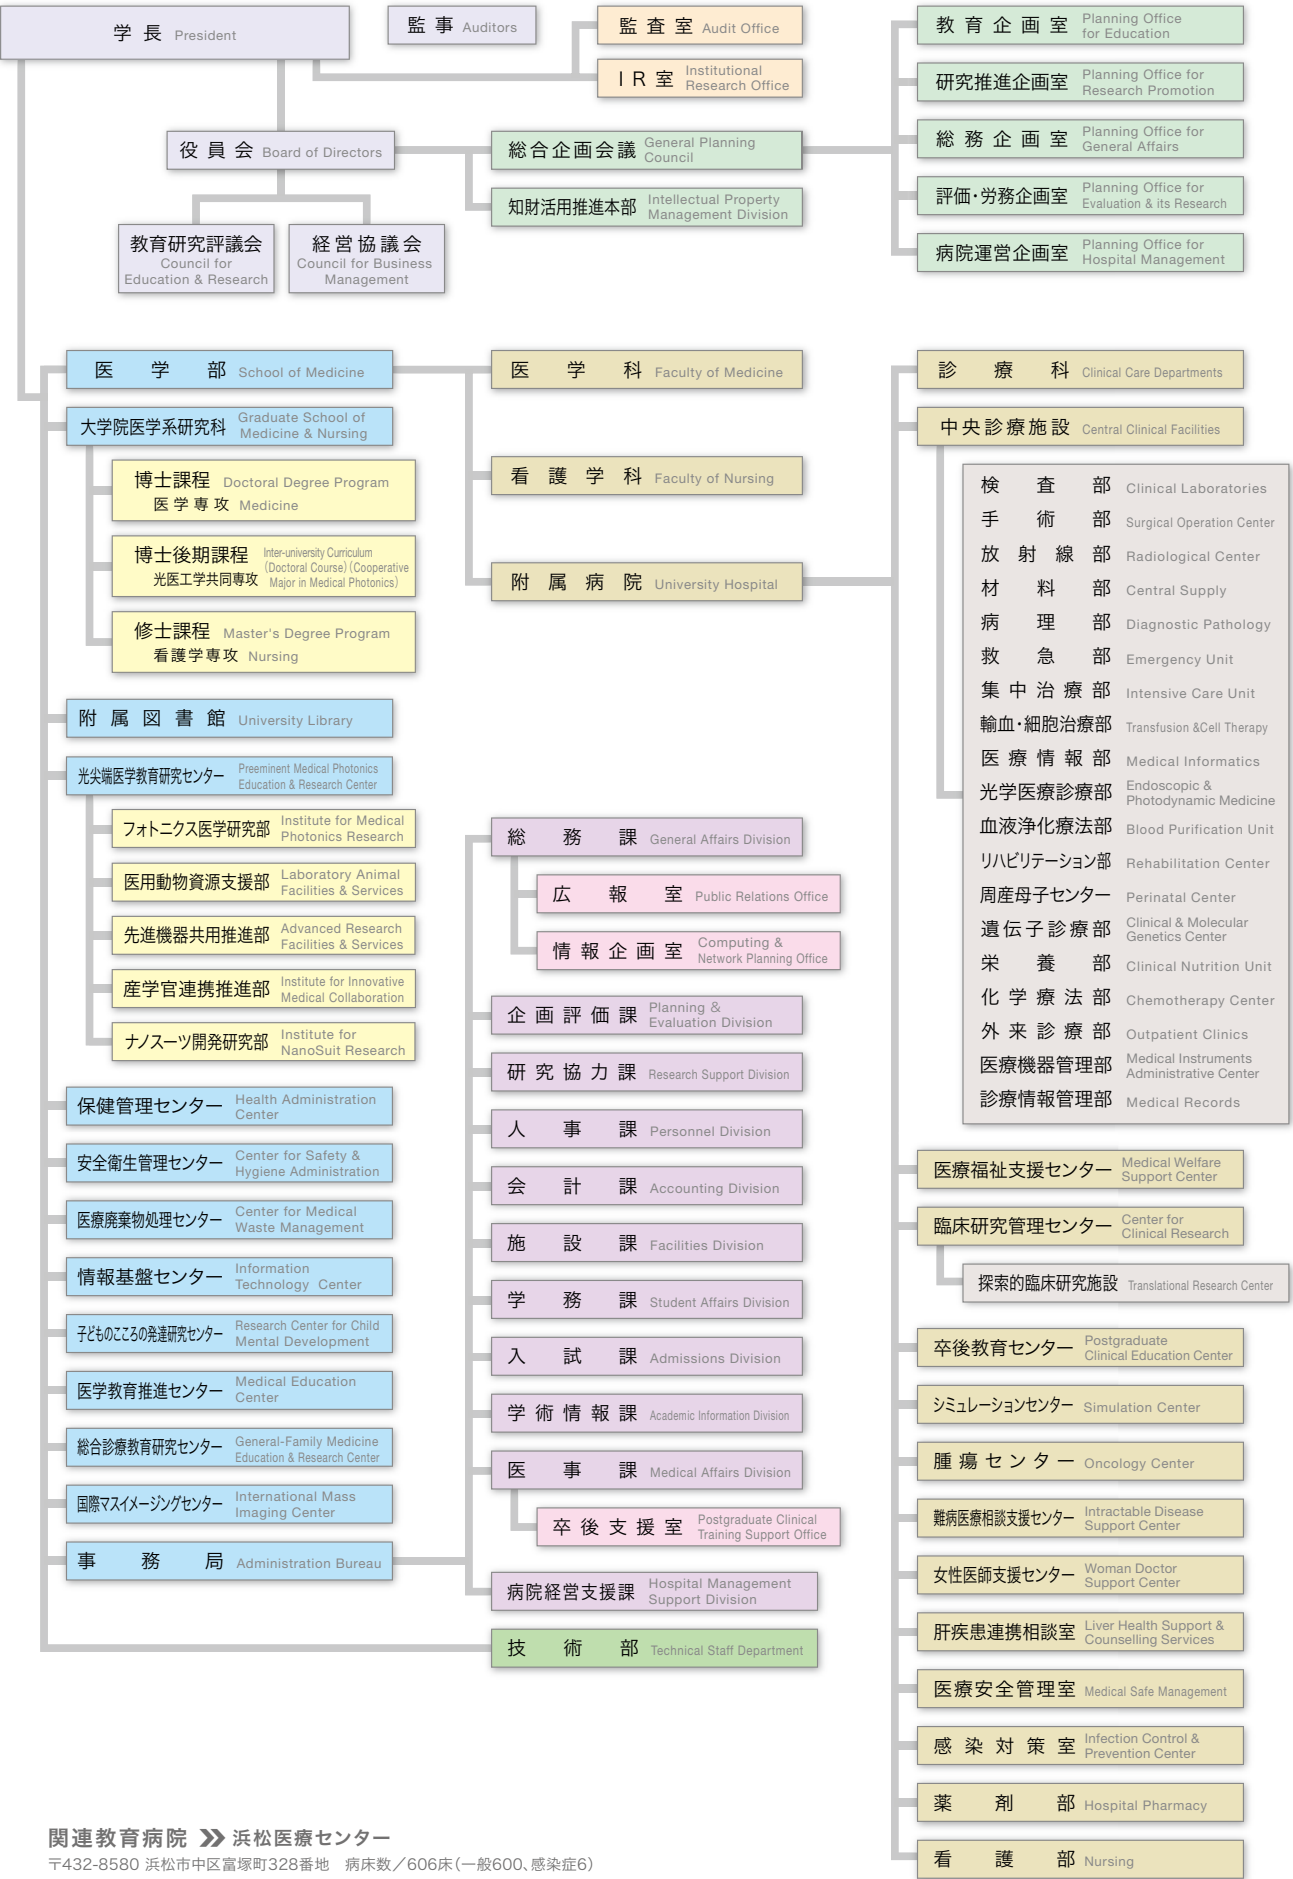 学長 President
監事 Auditors
監査室 Audit Office
IR室 Institutional
Research Office
役員会 Board of Directors
総合企画会議 General Planning
Council
知財活用推進本部 Intellectual Property
Management Division
教育研究評議会
Council for
Education & Research
経営協議会
Council for Business
Management
教育企画室 Planning Office
for Education
研究推進企画室 Planning Office for
Research Promotion
総務企画室 Planning Office for
General Affairs
評価・労務企画室 Planning Office for
Evaluation & its Research
病院運営企画室 Planning Office for
Hospital Management
医学部 School of Medicine
大学院医学系研究科 Graduate School of
Medicine & Nursing
博士課程 Doctoral Degree Program
医学専攻 Medicine
博士後期課程 Inter-university Curriculum
(Doctoral Course)(Cooperative
光医工学共同専攻 Major in Medical Photonics)
修士課程 Master's Degree Program
看護学専攻 Nursing
附属図書館 University Library
光尖端医学教育研究センター Preeminent Medical Photonics
Education & Research Center
フォトニクス医学研究部 Institute for Medical
Photonics Research
医用動物資源支援部 Laboratory Animal
Facilities & Services
先進機器共用推進部 Advanced Research
Facilities & Services
産学官連携推進部 Institute for Innovative
Medical Collaboration
ナノスーツ開発研究部 Institute for
NanoSuit Research
保健管理センター Health Administration
Center
安全衛生管理センター Center for Safety &
Hygiene Administration
医療廃棄物処理センター Center for Medical
Waste Management
情報基盤センター Information
Technology Center
子どものこころの発達研究センター Research Center for Child
Mental Development
医学教育推進センター Medical Education
Center
総合診療教育研究センター General-Family Medicine
Education & Research Center
国際マスイメージングセンター International Mass
Imaging Center
事務局 Administration Bureau
医学科 Faculty of Medicine
看護学科 Faculty of Nursing
附属病院 University Hospital
総務課 General Affairs Division
広報室 Public Relations Office
情報企画室 Computing &
Network Planning Office
企画評価課 Planning &
Evaluation Division
研究協力課 Research Support Division
人事課 Personnel Division
会計課 Accounting Division
施設課 Facilities Division
学務課 Student Affairs Division
入試課 Admissions Division
学術情報課 Academic Information Division
医事課 Medical Affairs Division
卒後支援室 Postgraduate Clinical
Training Support Office
病院経営支援課 Hospital Management
Support Division
技術部 Technical Staff Department
診療科 Clinical Care Departments
中央診療施設 Central Clinical Facilities
検査部 Clinical Laboratories
手術部 Surgical Operation Center
放射線部 Radiological Center
材料部 Central Supply
病理部 Diagnostic Pathology
救急部 Emergency Unit
集中治療部 Intensive Care Unit
輸血・細胞治療部 Transfusion &Cell Therapy
医療情報部 Medical Informatics
光学医療診療部 Endoscopic &
Photodynamic Medicine
血液浄化療法部 Blood Purification Unit
リハビリテーション部 Rehabilitation Center
周産母子センター Perinatal Center
遺伝子診療部 Clinical & Molecular
Genetics Center
栄養部 Clinical Nutrition Unit
化学療法部 Chemotherapy Center
外来診療部 Outpatient Clinics
医療機器管理部 Medical Instruments
Administrative Center
診療情報管理部 Medical Records
医療福祉支援センター Medical Welfare
Support Center
臨床研究管理センター Center for
Clinical Research
探索的臨床研究施設 Translational Research Center
卒後教育センター Postgraduate
Clinical Education Center
シミュレーションセンター Simulation Center
腫瘍センター Oncology Center
難病医療相談支援センター Intractable Disease
Support Center
女性医師支援センター Woman Doctor
Support Center
肝疾患連携相談室 Liver Health Support &
Counselling Services
医療安全管理室 Medical Safe Management
感染対策室 Infection Control &
Prevention Center
薬剤部 Hospital Pharmacy
看護部 Nursing
関連教育病院 浜松医療センター
〒432-8580 浜松市中区富塚町328番地 病床数/606床(一般600、感染症6)